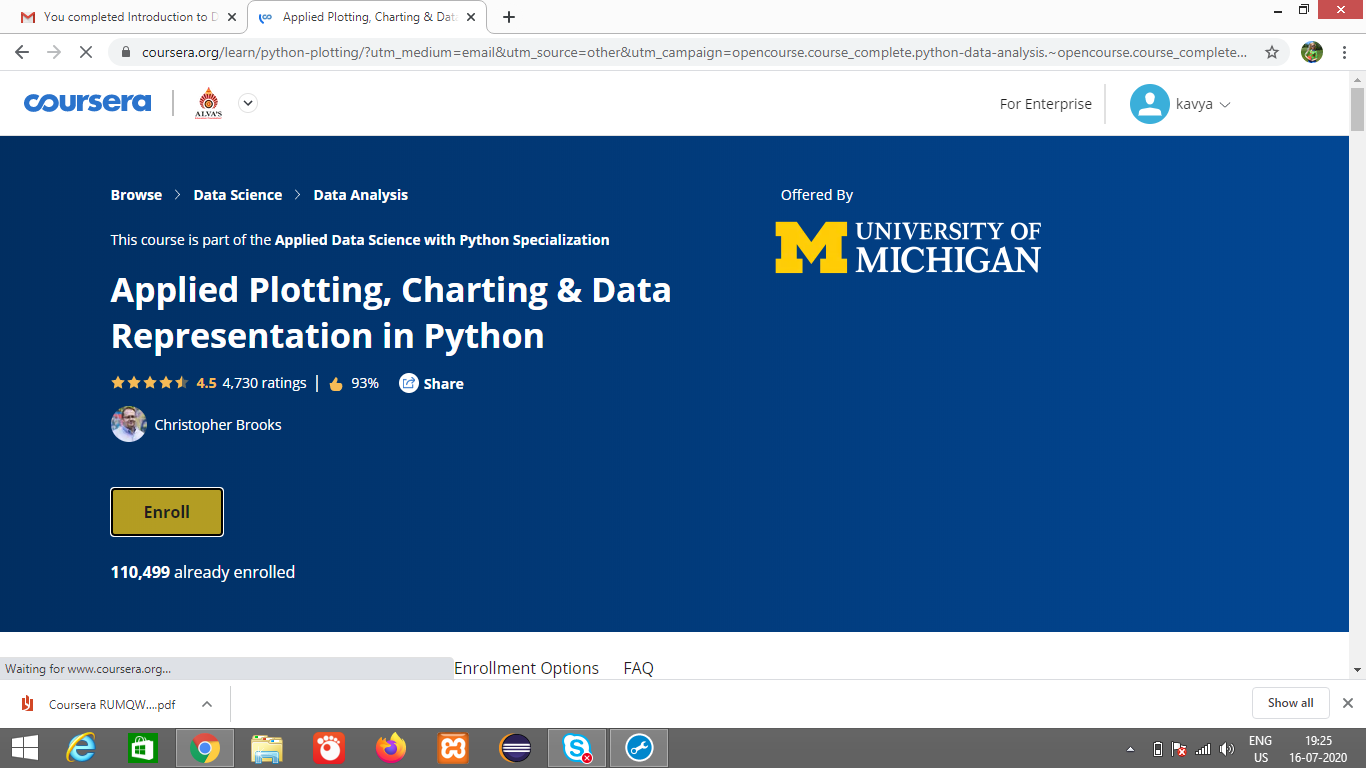 You completed Introduction to D
Applied Plotting, Charting & Dat
coursera.org/learn/python-plotting/?utm_medium=email&utm_source=other&utm_campaign=opencourse.course_complete.python-data-analysis.~opencourse.course_complete...
coursera
ALVA'S
For Enterprise
kavya
Browse
Data Science
Data Analysis
Offered By
This course is part of the Applied Data Science with Python Specialization
UNIVERSITY OF
MICHIGAN
Applied Plotting, Charting & Data
Representation in Python
4.5 4,730 ratings | 93%
Share
Christopher Brooks
Enroll
110,499 already enrolled
Waiting for www.coursera.org...
Enrollment Options
FAQ
Coursera RUMQW....pdf
Show all
ENG
US
19:25
16-07-2020